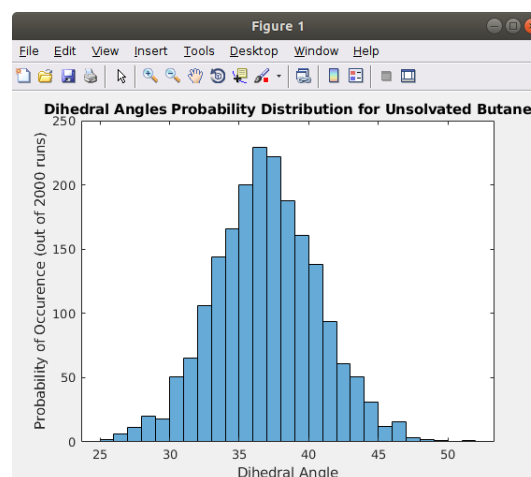 Figure 1
File Edit View Insert Tools Desktop Window Help
Dihedral Angles Probability Distribution for Unsolvated Butane
250
200
150
100
50
0
Probability of Occurence (out of 2000 runs)
25 30 35 40 45 50
Dihedral Angle